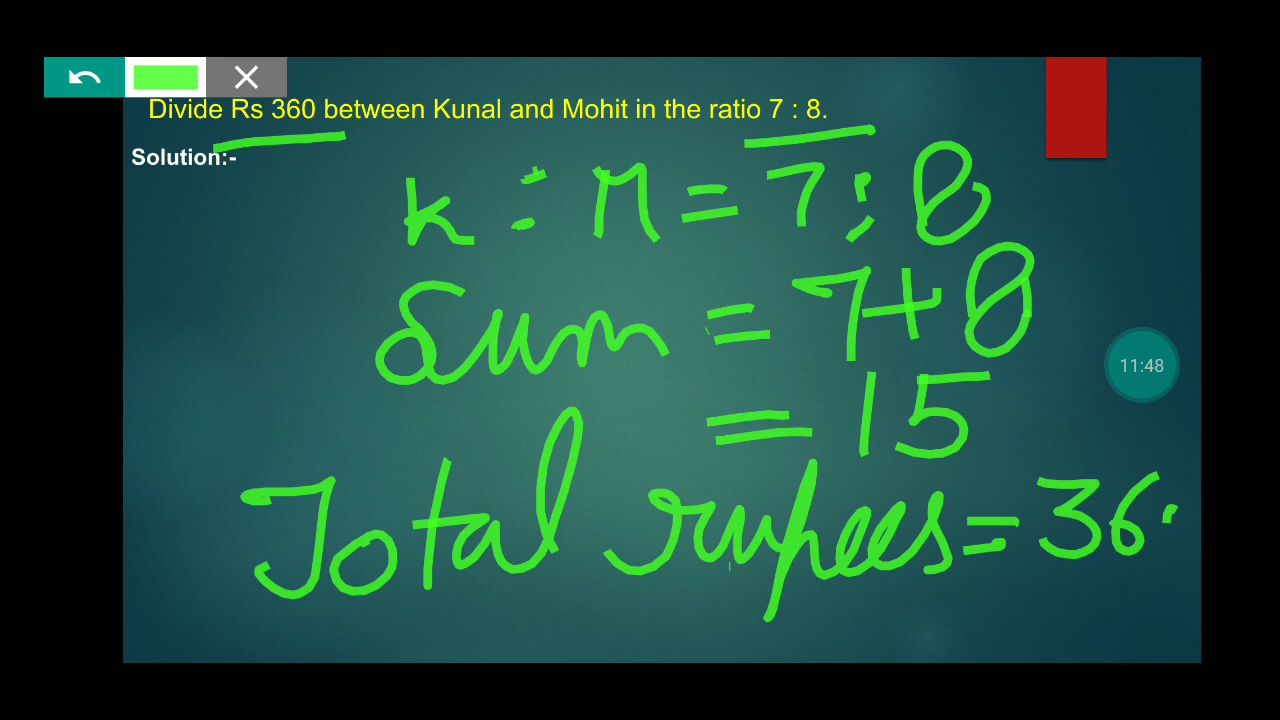 Divide Rs 360 between Kunal and Mohit in the ratio 7 : 8.
Solution:-
K : M = 7 : 8
Sum = 7+8
= 15
11:48
Total rupees = 36